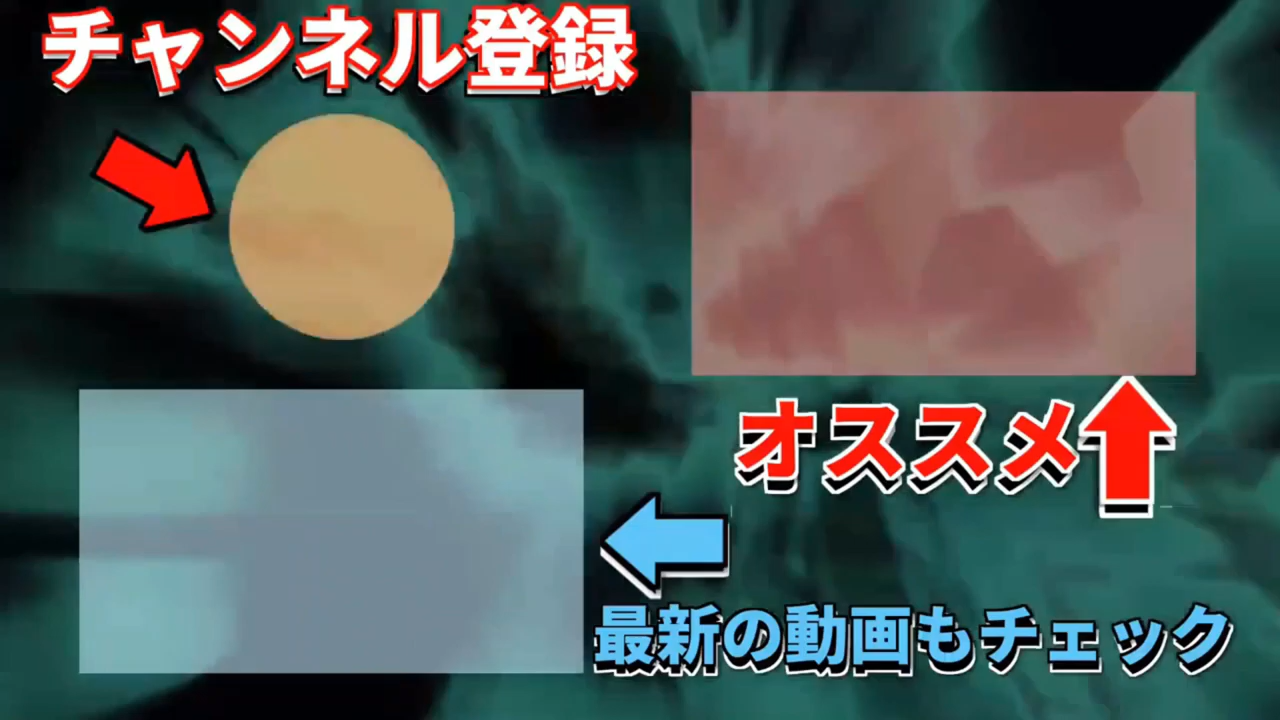 チャンネル登録
オススメ
最新の動画もチェック